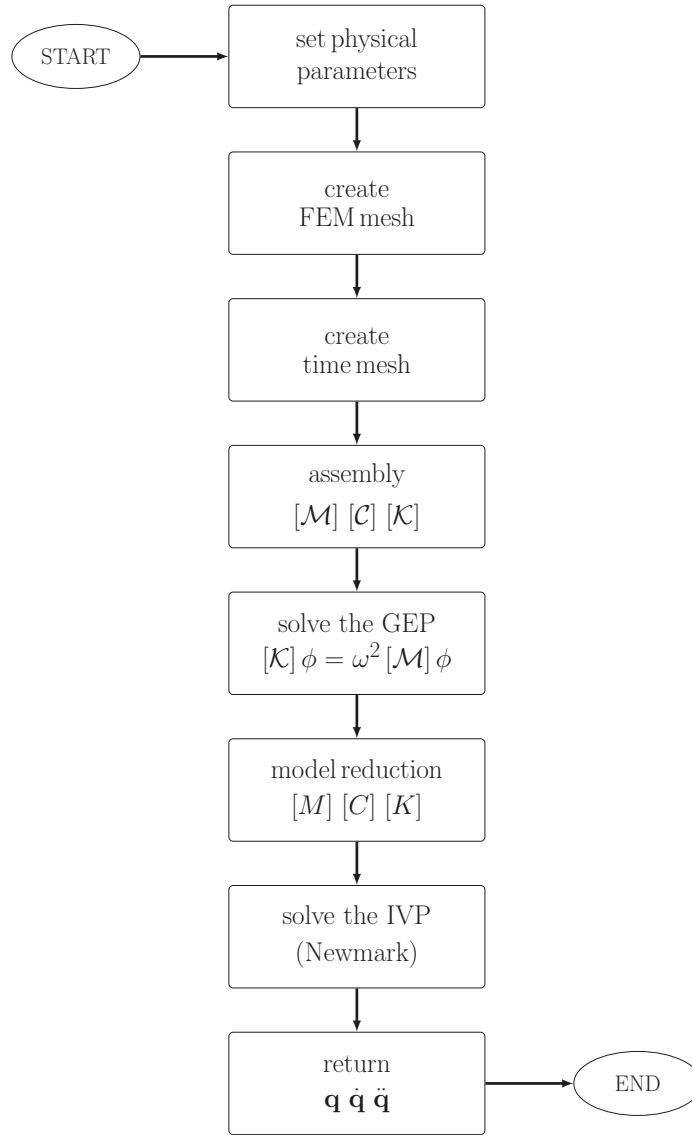 START
set physical
parameters
create
FEM mesh
create
time mesh
assembly
[ℳ] [𝒞] [𝒦]
solve the GEP
[𝒦] ϕ = ω² [ℳ] ϕ
model reduction
[M] [C] [K]
solve the IVP
(Newmark)
return
q q̇ q̈
END